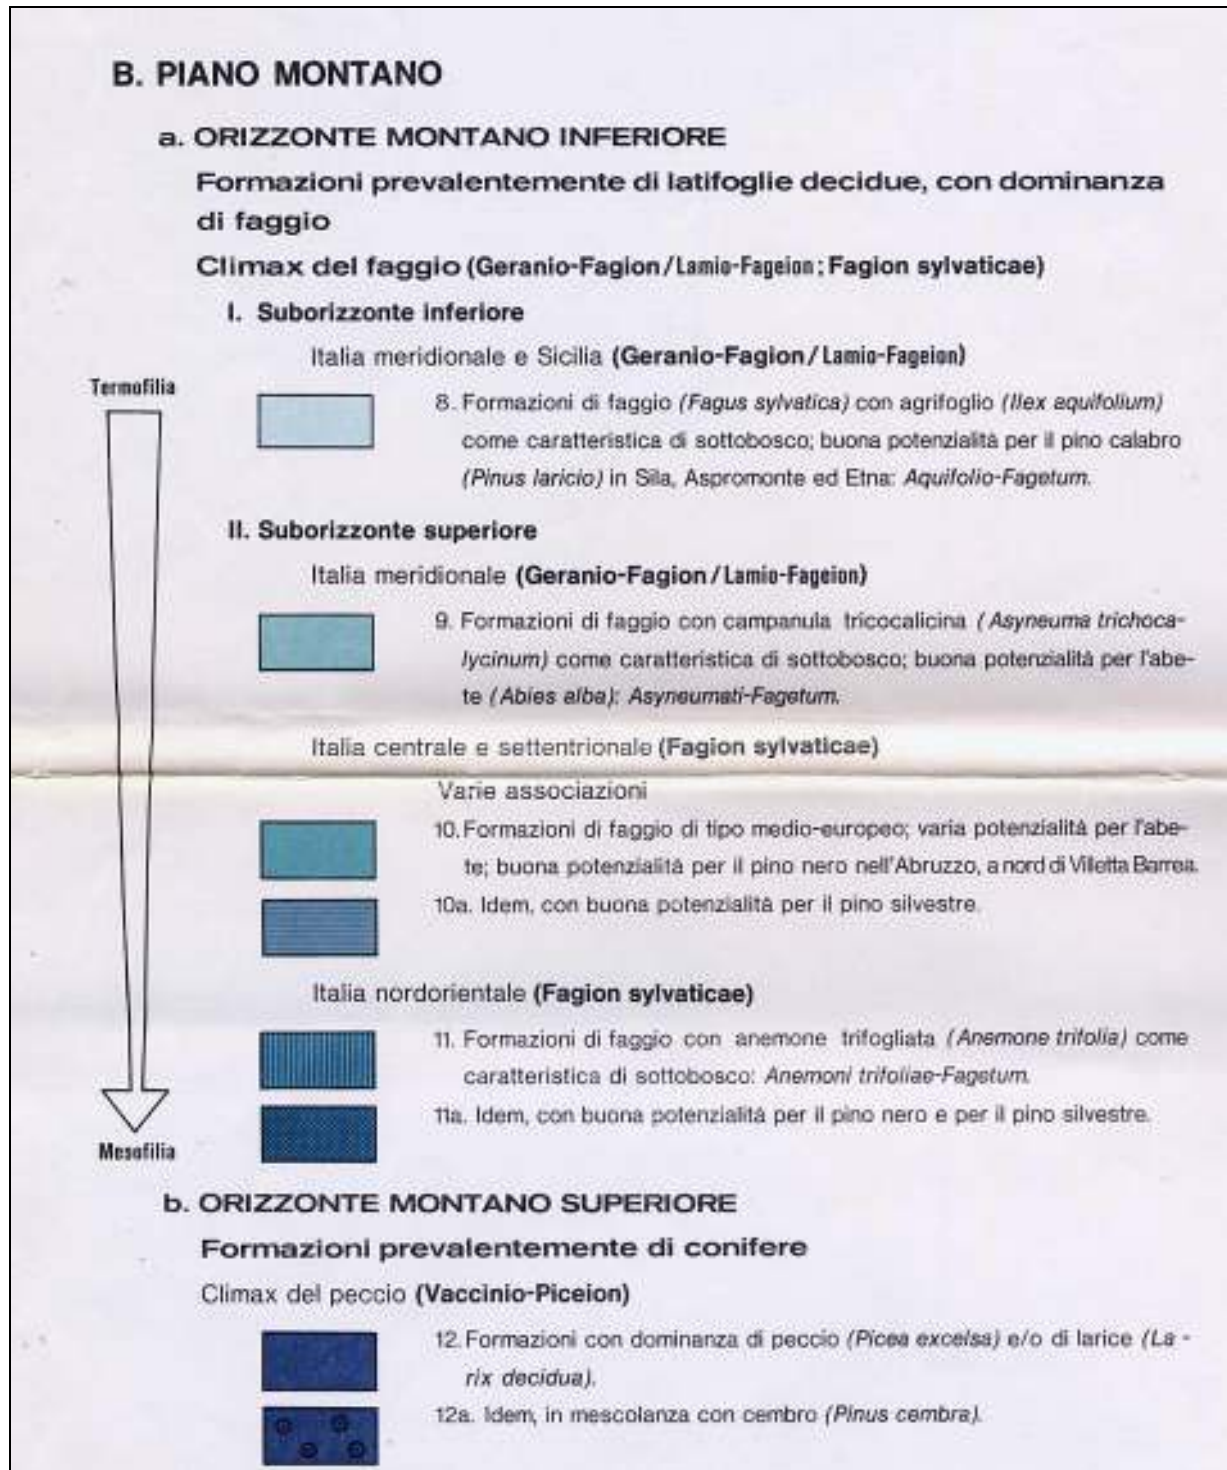 B. PIANO MONTANO
a. ORIZZONTE MONTANO INFERIORE
Formazioni prevalentemente di latifoglie decidue, con dominanza
di faggio
Climax del faggio (Geranio-Fagion/Lamio-Fageion; Fagion sylvaticae)
I. Suborizzonte inferiore
Italia meridionale e Sicilia (Geranio-Fagion/Lamio-Fageion)
Termofilia
8. Formazioni di faggio (Fagus sylvatica) con agrifoglio (Ilex aquifolium)
come caratteristica di sottobosco; buona potenzialità per il pino calabro
(Pinus laricio) in Sila, Aspromonte ed Etna: Aquifolio-Fagetum.
II. Suborizzonte superiore
Italia meridionale (Geranio-Fagion/Lamio-Fageion)
9. Formazioni di faggio con campanula tricocalicina (Asyneuma trichoca-
lycinum) come caratteristica di sottobosco; buona potenzialità per l'abe-
te (Abies alba): Asyneumati-Fagetum.
Italia centrale e settentrionale (Fagion sylvaticae)
Varie associazioni
10. Formazioni di faggio di tipo medio-europeo; varia potenzialità per l'abe-
te; buona potenzialità per il pino nero nell'Abruzzo, a nord di Villetta Barrea.
10a. Idem, con buona potenzialità per il pino silvestre.
Italia nordorientale (Fagion sylvaticae)
11. Formazioni di faggio con anemone trifogliata (Anemone trifolia) come
caratteristica di sottobosco: Anemoni trifoliae-Fagetum.
11a. Idem, con buona potenzialità per il pino nero e per il pino silvestre.
Mesofilia
b. ORIZZONTE MONTANO SUPERIORE
Formazioni prevalentemente di conifere
Climax del peccio (Vaccinio-Piceion)
12. Formazioni con dominanza di peccio (Picea excelsa) e/o di larice (La-
rix decidua).
12a. Idem, in mescolanza con cembro (Pinus cembra).